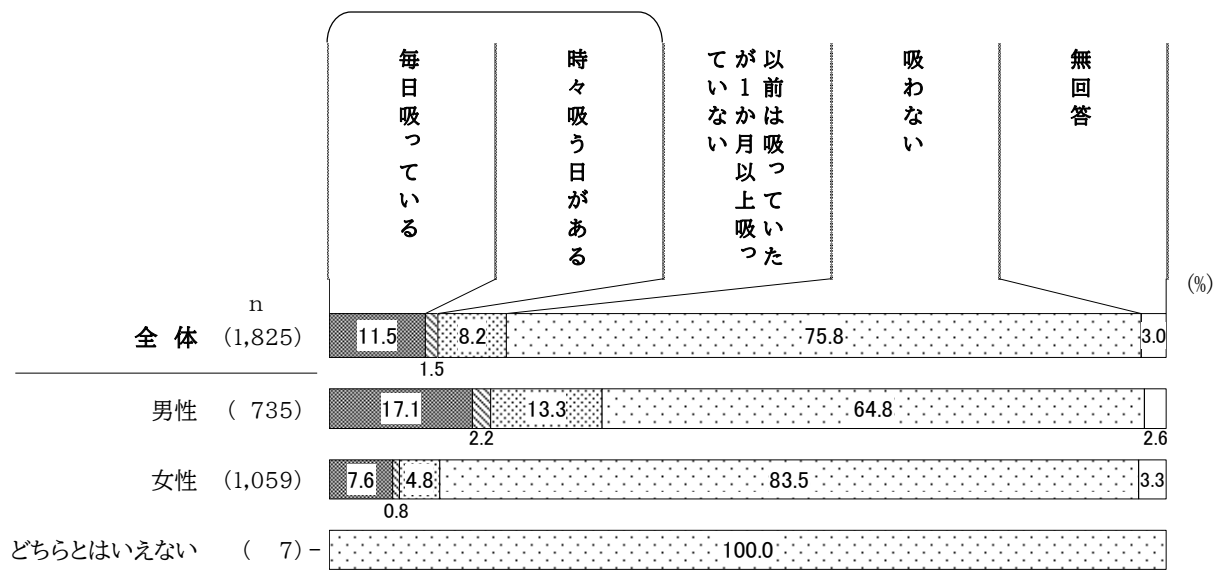 毎日吸っている
時々吸う日がある
以前は吸っていた
が1か月以上吸っ
ていない
吸わない
無回答
(%)
n
全 体 (1,825) 11.5 1.5 8.2 75.8 3.0
男性 ( 735) 17.1 2.2 13.3 64.8 2.6
女性 (1,059) 7.6 0.8 4.8 83.5 3.3
どちらとはいえない ( 7) - 100.0